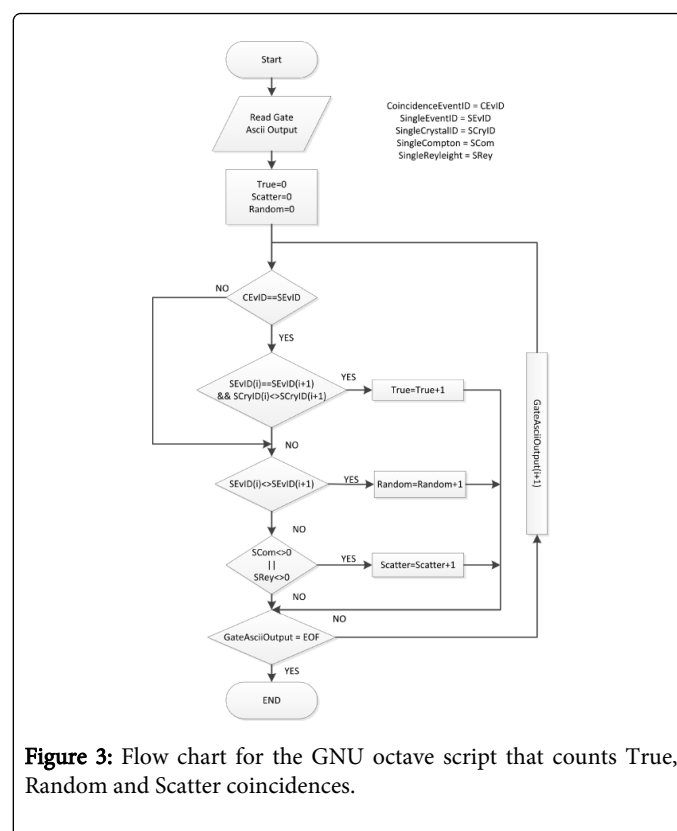 Start
Read Gate
Ascii Output
CoincidenceEventID = CEvID
SingleEventID = SEvID
SingleCrystalID = SCryID
SingleCompton = SCom
SingleReyleight = SRey
True=0
Scatter=0
Random=0
NO
CEvID==SEvID
YES
SEvID(i)==SEvID(i+1)
&& SCryID(i)<>SCryID(i+1)
YES
True=True+1
GateAsciiOutput(i+1)
NO
SEvID(i)<>SEvID(i+1)
YES
Random=Random+1
NO
SCom<>0
||
SRey<>0
YES
Scatter=Scatter+1
NO
NO
GateAsciiOutput = EOF
YES
END
Figure 3: Flow chart for the GNU octave script that counts True,
Random and Scatter coincidences.